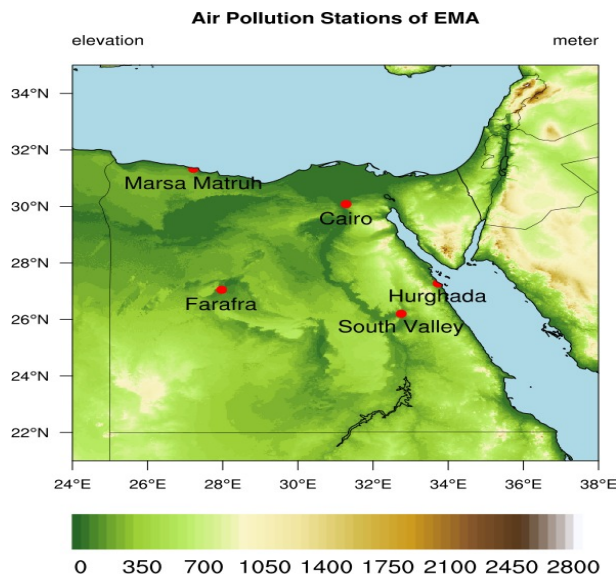 Air Pollution Stations of EMA
elevation meter
34°N
32°N
Marsa Matruh
30°N
Cairo
28°N
Hurghada
Farafra
South Valley
26°N
24°N
22°N
24°E 26°E 28°E 30°E 32°E 34°E 36°E 38°E
0 350 700 1050 1400 1750 2100 2450 2800